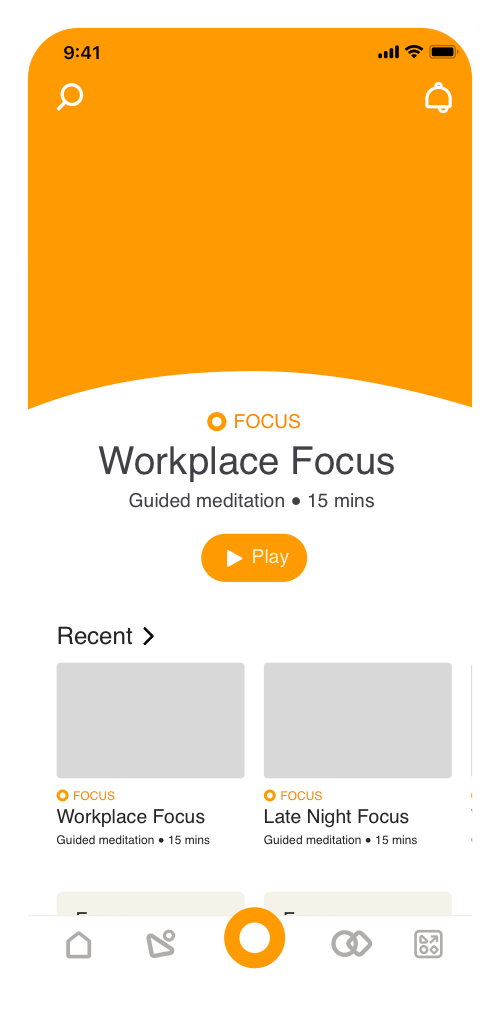 9:41
FOCUS
Workplace Focus
Guided meditation • 15 mins
Play
Recent
FOCUS
Workplace Focus
Guided meditation • 15 mins
FOCUS
Late Night Focus
Guided meditation • 15 mins